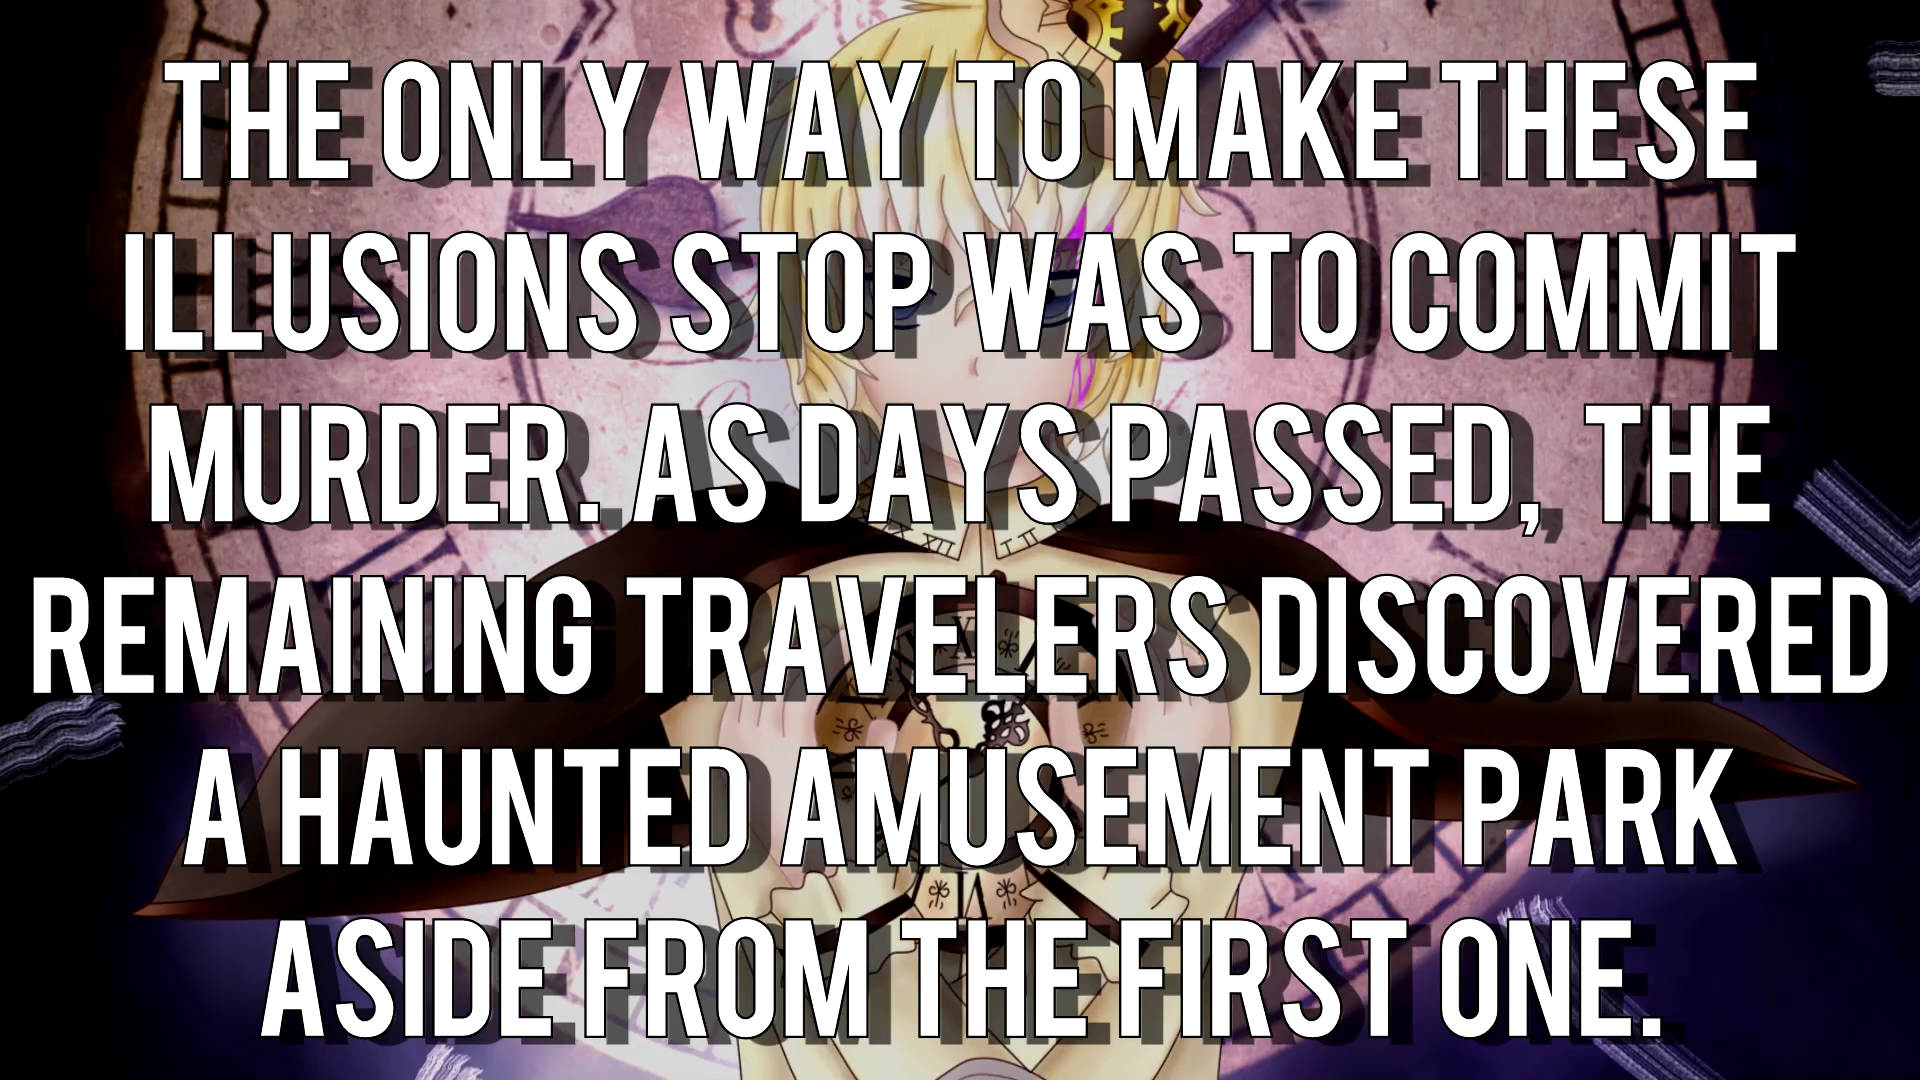 THE ONLY WAY TO MAKE THESE
ILLUSIONS STOP WAS TO COMMIT
MURDER. AS DAYS PASSED, THE
REMAINING TRAVELERS DISCOVERED
A HAUNTED AMUSEMENT PARK
ASIDE FROM THE FIRST ONE.